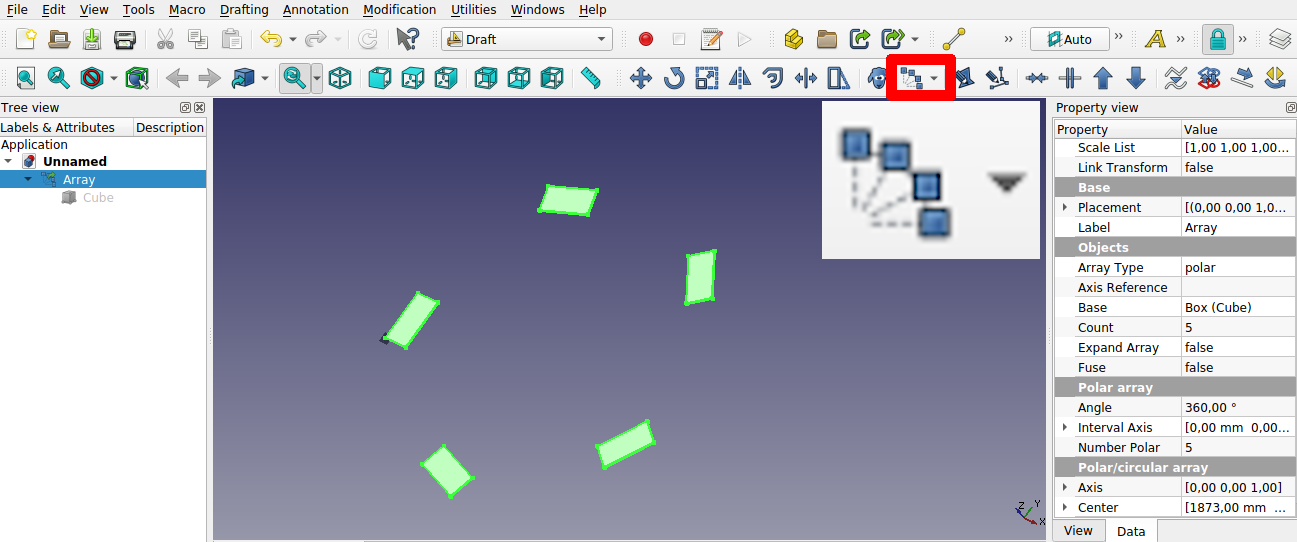 File Edit View Tools Macro Drafting Annotation Modification Utilities Windows Help
Draft
»
Auto
»
»
»
Tree view
Labels & Attributes Description
Application
Unnamed
Array
Cube
Z Y
X
Property view
Property Value
Scale List [1,00 1,00 1,00...
Link Transform false
Base
Placement [(0,00 0,00 1,0...
Label Array
Objects
Array Type polar
Axis Reference
Base Box (Cube)
Count 5
Expand Array false
Fuse false
Polar array
Angle 360,00 °
Interval Axis [0,00 mm 0,00...
Number Polar 5
Polar/circular array
Axis [0,00 0,00 1,00]
Center [1873,00 mm ...
View Data